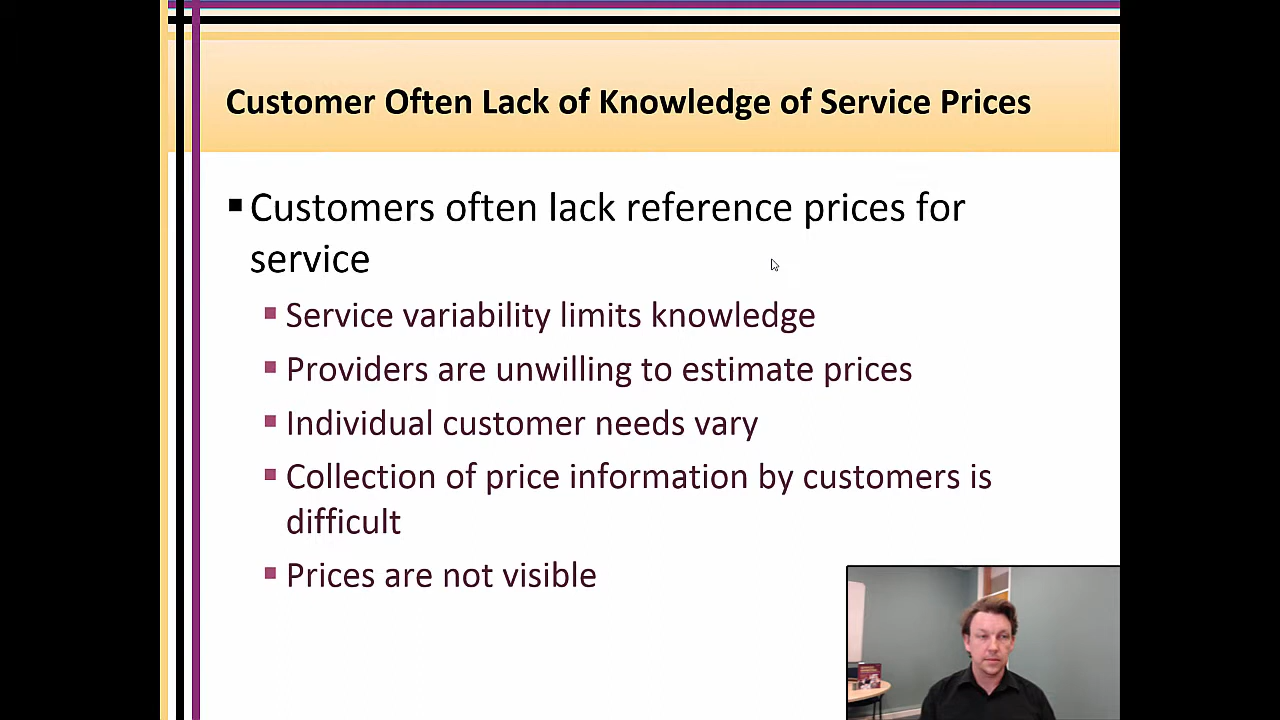 Customer Often Lack of Knowledge of Service Prices
Customers often lack reference prices for
service
Service variability limits knowledge
Providers are unwilling to estimate prices
Individual customer needs vary
Collection of price information by customers is
difficult
Prices are not visible